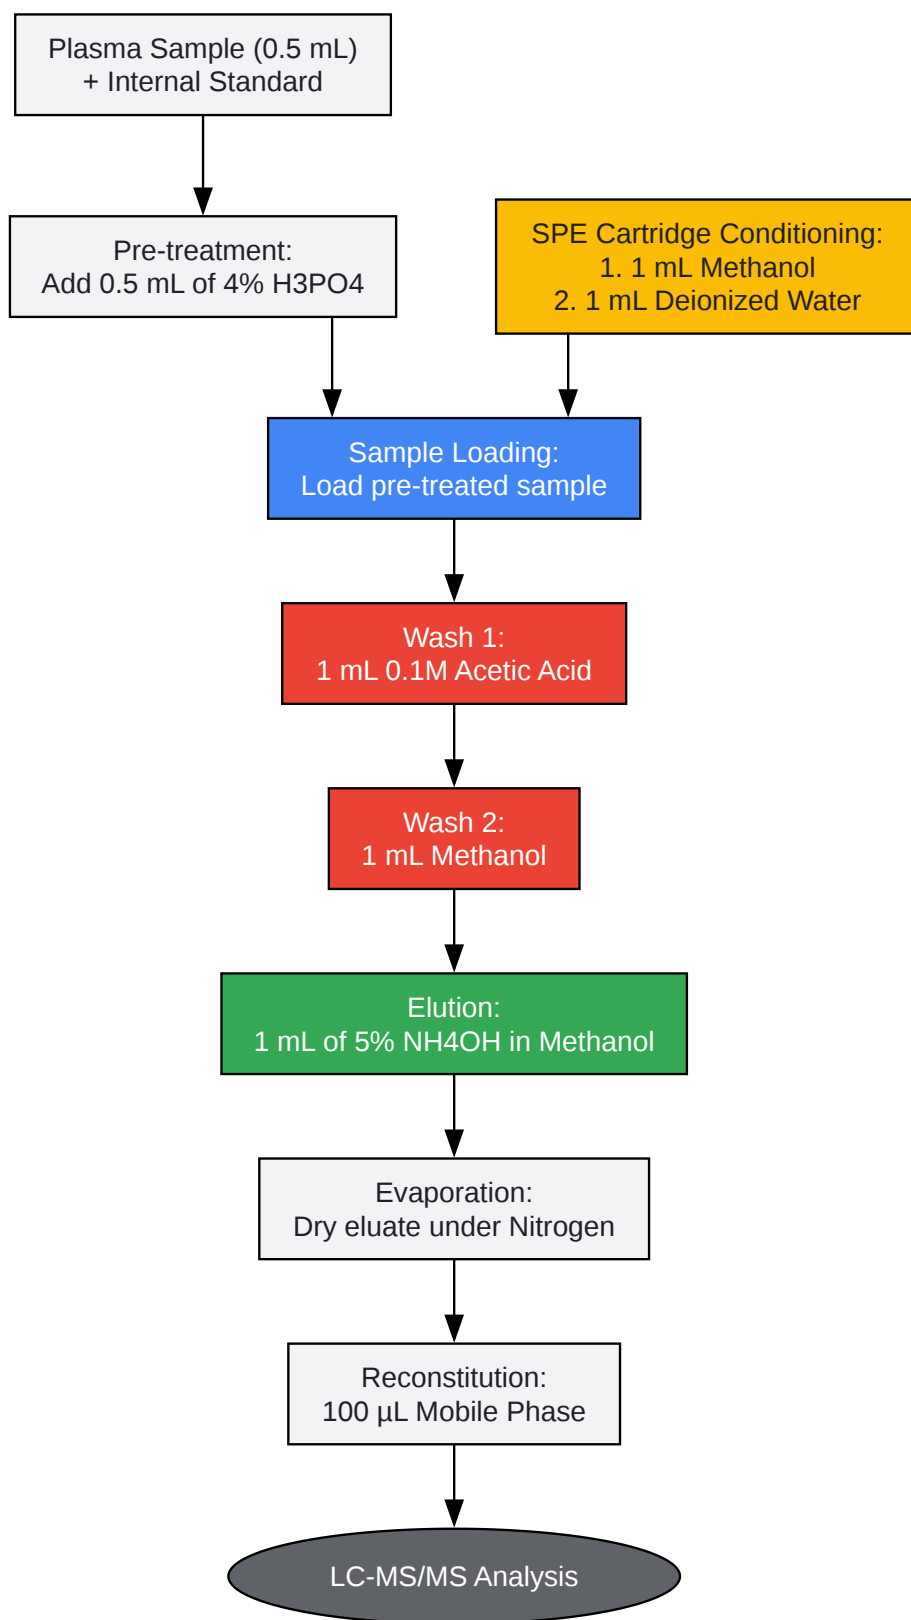 Plasma Sample (0.5 mL)
+ Internal Standard
Pre-treatment:
Add 0.5 mL of 4% H3PO4
SPE Cartridge Conditioning:
1. 1 mL Methanol
2. 1 mL Deionized Water
Sample Loading:
Load pre-treated sample
Wash 1:
1 mL 0.1M Acetic Acid
Wash 2:
1 mL Methanol
Elution:
1 mL of 5% NH4OH in Methanol
Evaporation:
Dry eluate under Nitrogen
Reconstitution:
100 µL Mobile Phase
LC-MS/MS Analysis